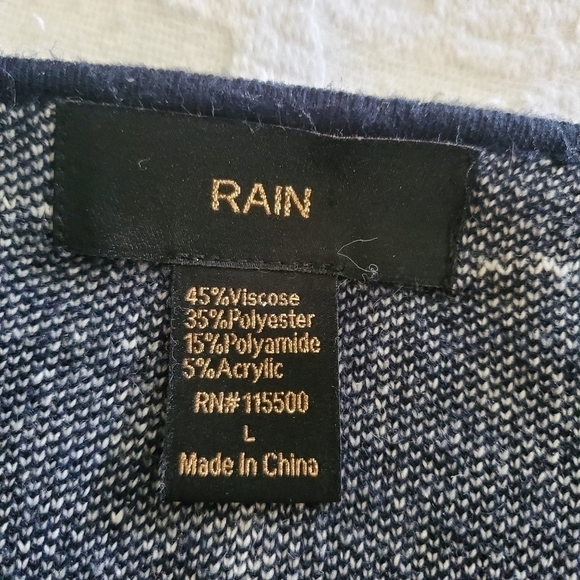 RAIN
45%Viscose
35%Polyester
15%Polyamide
5%Acrylic
RN#115500
L
Made In China